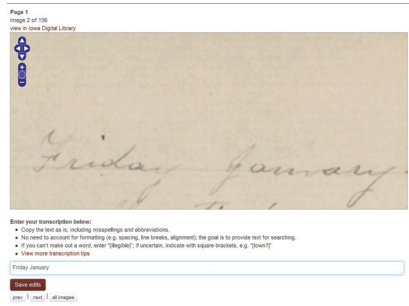 Page 1
image 2 of 156
view in Iowa Digital Library
Friday January.
Enter your transcription below:
Copy the text as is, including misspellings and abbreviations.
No need to account for formatting (e.g. spacing, line breaks, alignment); the goal is to provide text for searching.
If you can't make out a word, enter "[illegible]"; if uncertain, indicate with square brackets, e.g. "[town?]"
View more transcription tips
Friday January
Save edits
prev | next | all images